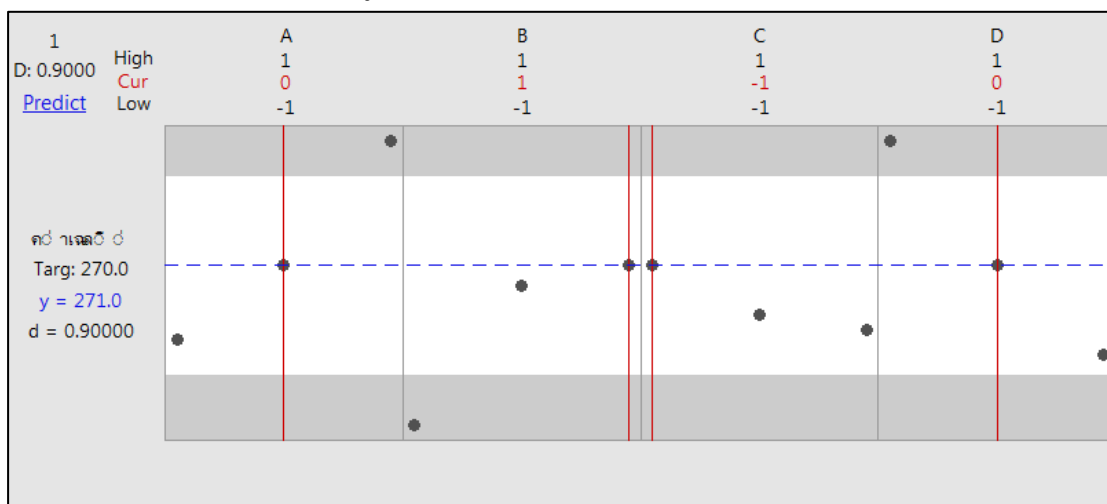 1
D: 0.9000
Predict
High
Cur
Low
A
1
0
-1
B
1
1
-1
C
1
-1
-1
D
1
0
-1
Targ: 270.0
y = 271.0
d = 0.90000